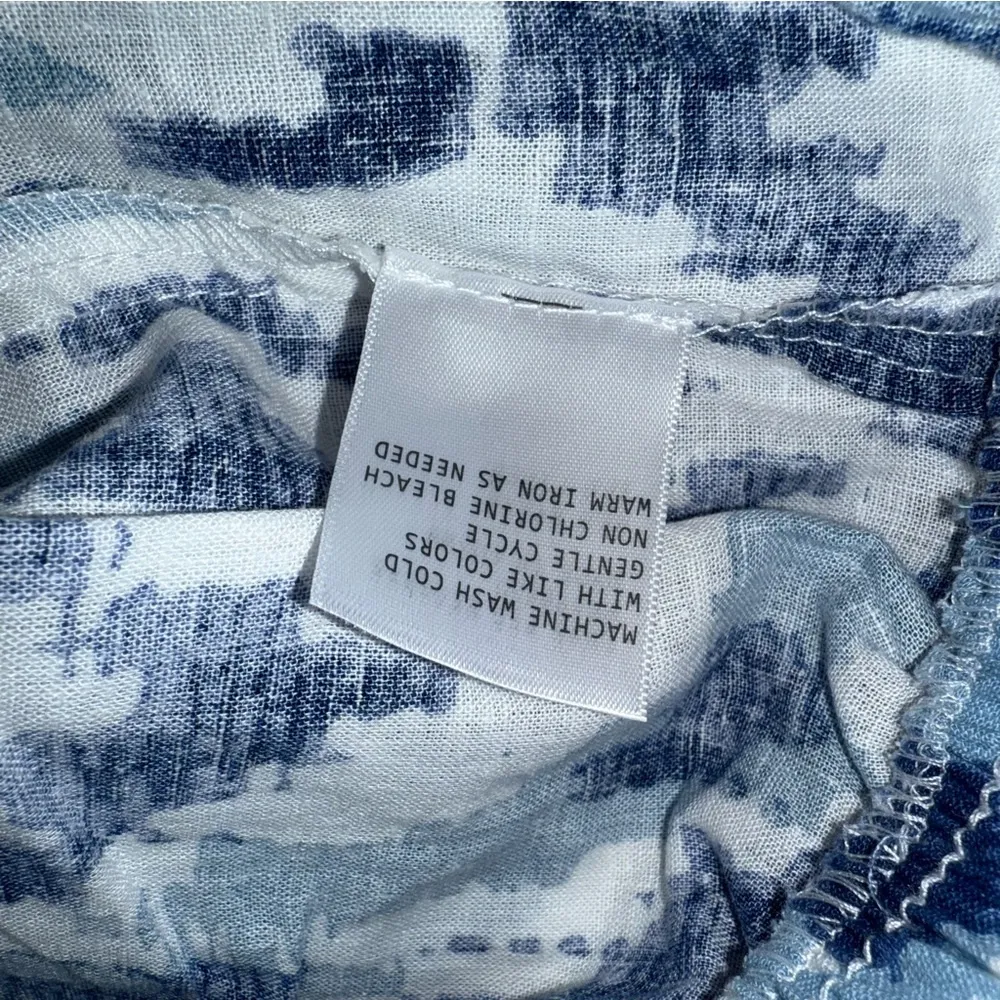 MACHINE WASH COLD
WITH LIKE COLORS
GENTLE CYCLE
NON CHLORINE BLEACH
WARM IRON AS NEEDED